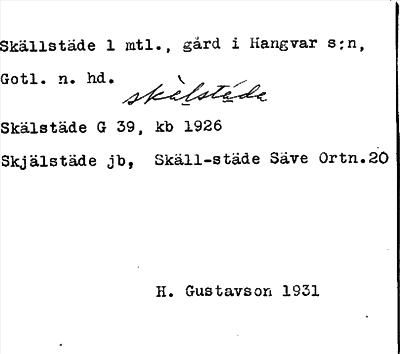 Skällstäde 1 mtl., gård i Hangvar s:n,
Gotl. n. hd.
skälstäda
Skälstäde G 39, kb 1926
Skjälstäde jb, Skäll-städe Säve Ortn.20
H. Gustavson 1931